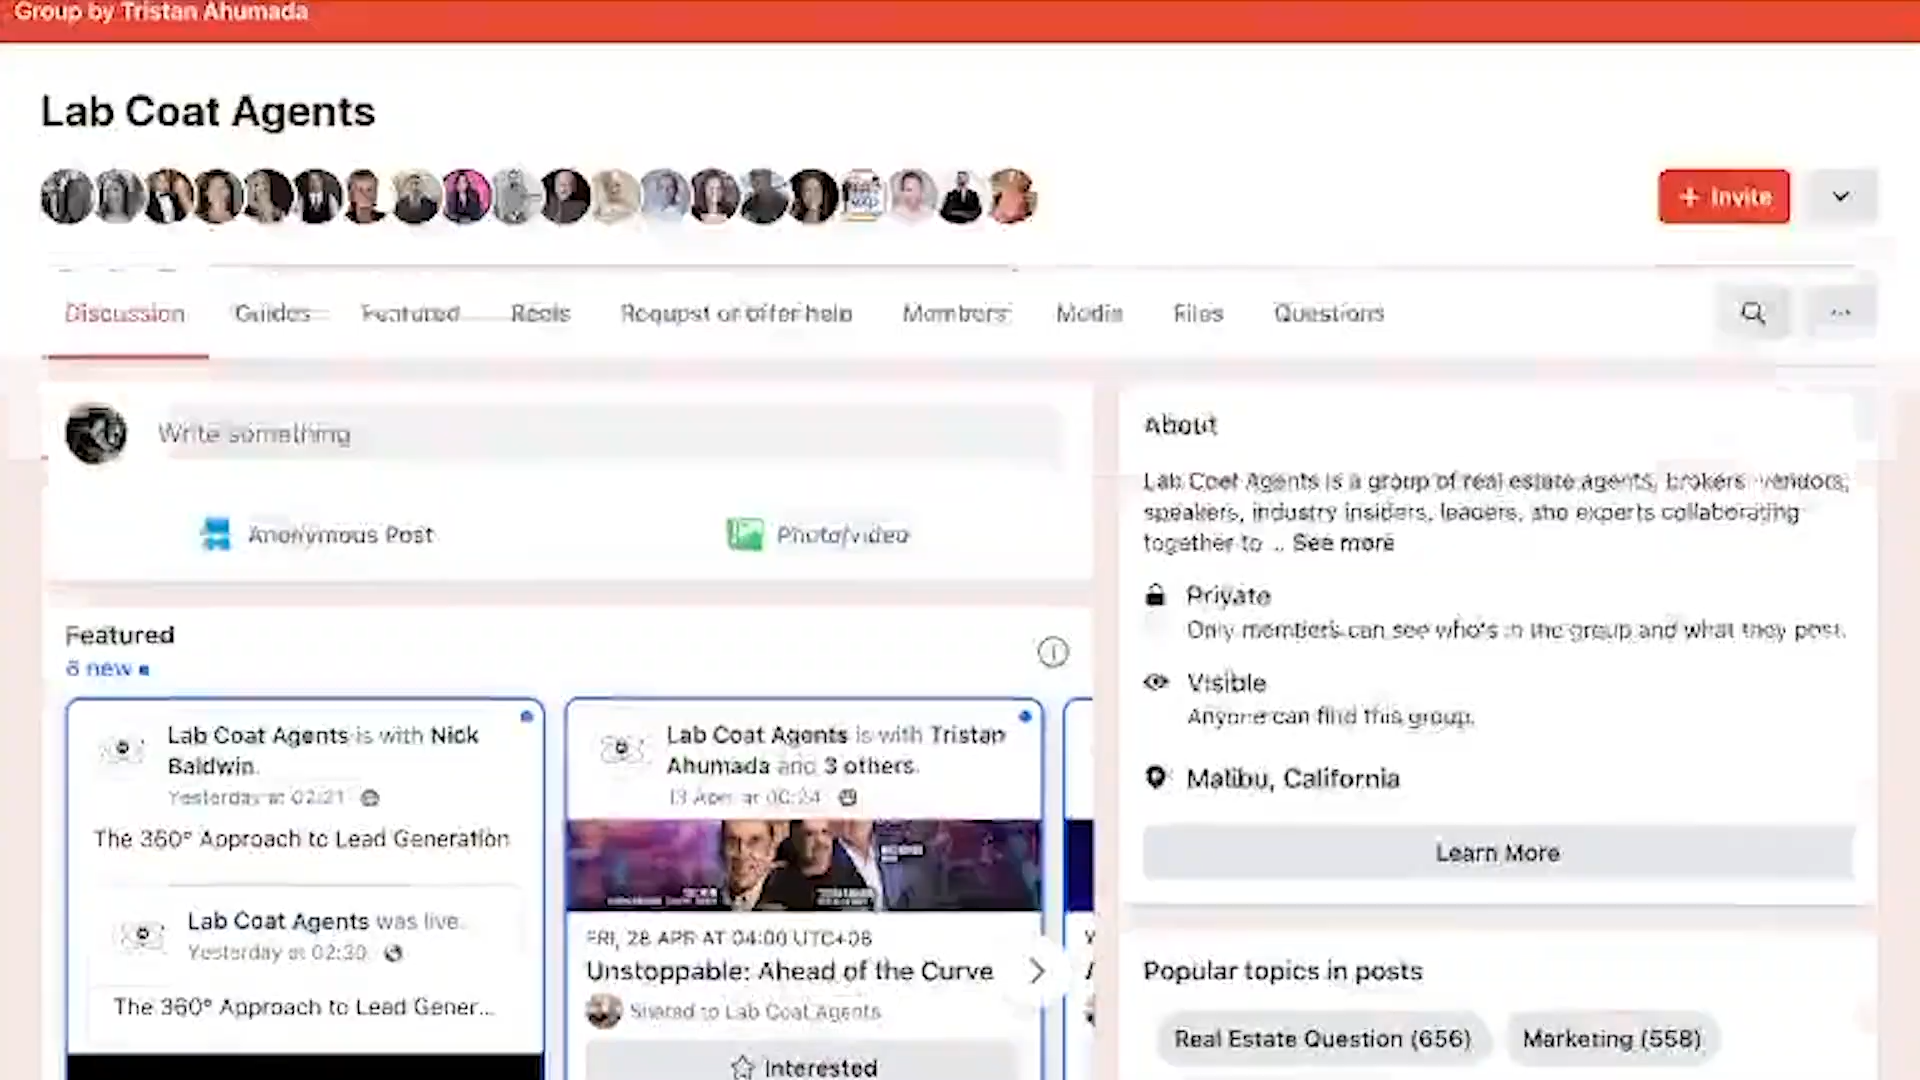 Group by Tristan Ahumada
Lab Coat Agents
+ Invite
Discussion Guides Featured Reels Request or offer help Members Media Files Questions
Write something
Anonymous Post Photo/video
Featured
6 new
Lab Coat Agents is with Nick
Baldwin.
Yesterday at 02:21
The 360° Approach to Lead Generation
Lab Coat Agents was live.
Yesterday at 02:30
The 360° Approach to Lead Gener...
Lab Coat Agents is with Tristan
Ahumada and 3 others.
13 Apr at 00:24
FRI, 28 APR AT 04:00 UTC+08
Unstoppable: Ahead of the Curve
Shared to Lab Coat Agents
Interested
About
Lab Coat Agents is a group of real estate agents, brokers vendors,
speakers, industry insiders, leaders, and experts collaborating
together to ... See more
Private
Only members can see who's in the group and what they post.
Visible
Anyone can find this group.
Malibu, California
Learn More
Popular topics in posts
Real Estate Question (656) Marketing (558)